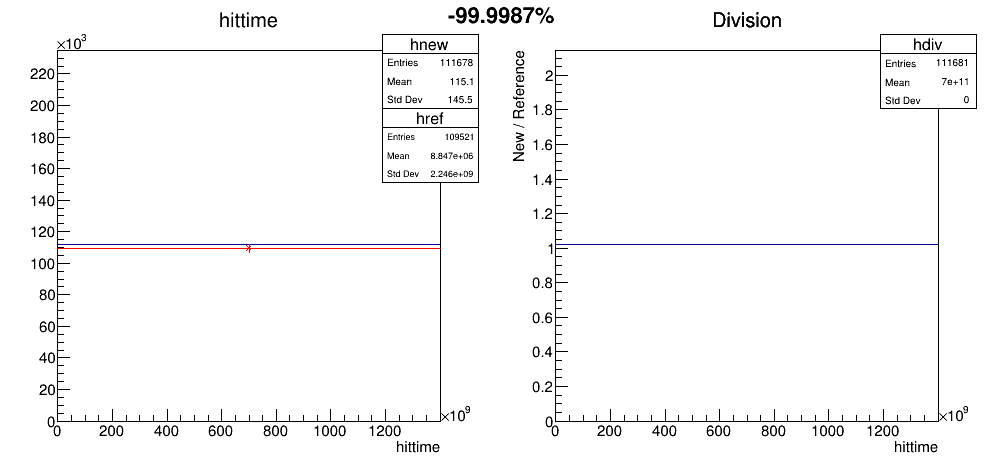 -99.9987%
hittime
×10³
hnew
Entries 111678
Mean 115.1
Std Dev 145.5
href
Entries 109521
Mean 8.847e+06
Std Dev 2.246e+09
220
200
180
160
140
120
100
80
60
40
20
0
0 200 400 600 800 1000 1200
×10⁹
hittime
Division
hdiv
Entries 111681
Mean 7e+11
Std Dev 0
New / Reference
2
1.8
1.6
1.4
1.2
1
0.8
0.6
0.4
0.2
0
0 200 400 600 800 1000 1200
×10⁹
hittime